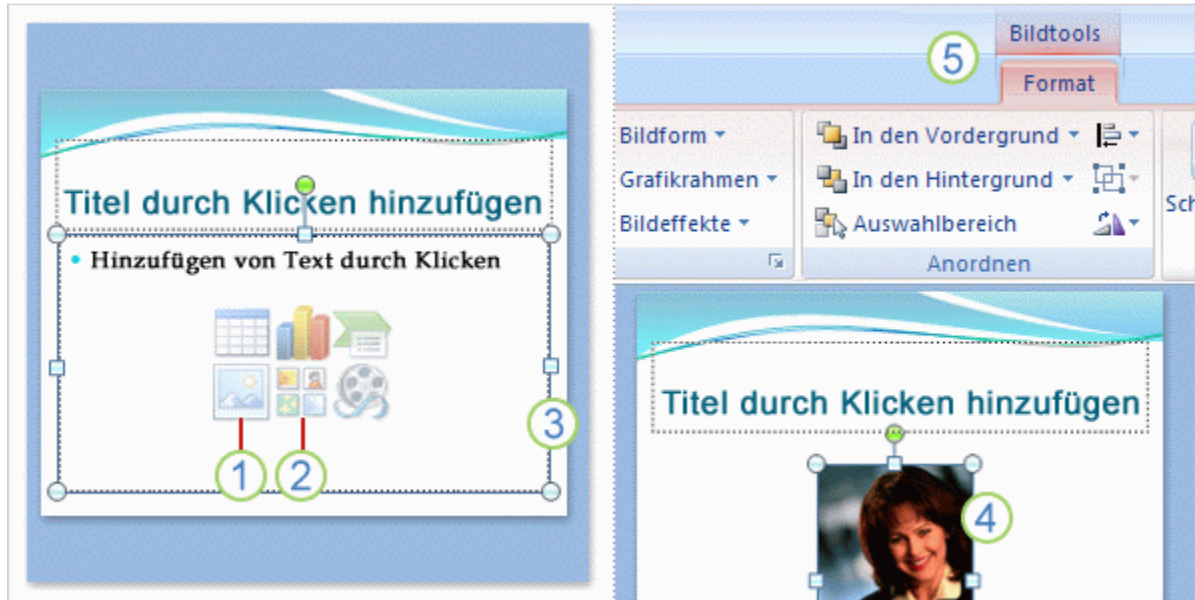 Titel durch Klicken hinzufügen
Hinzufügen von Text durch Klicken
1
2
3
Bildtools
5
Format
Bildform
In den Vordergrund
Grafikrahmen
In den Hintergrund
Bildeffekte
Auswahlbereich
Anordnen
Sch
Titel durch Klicken hinzufügen
4